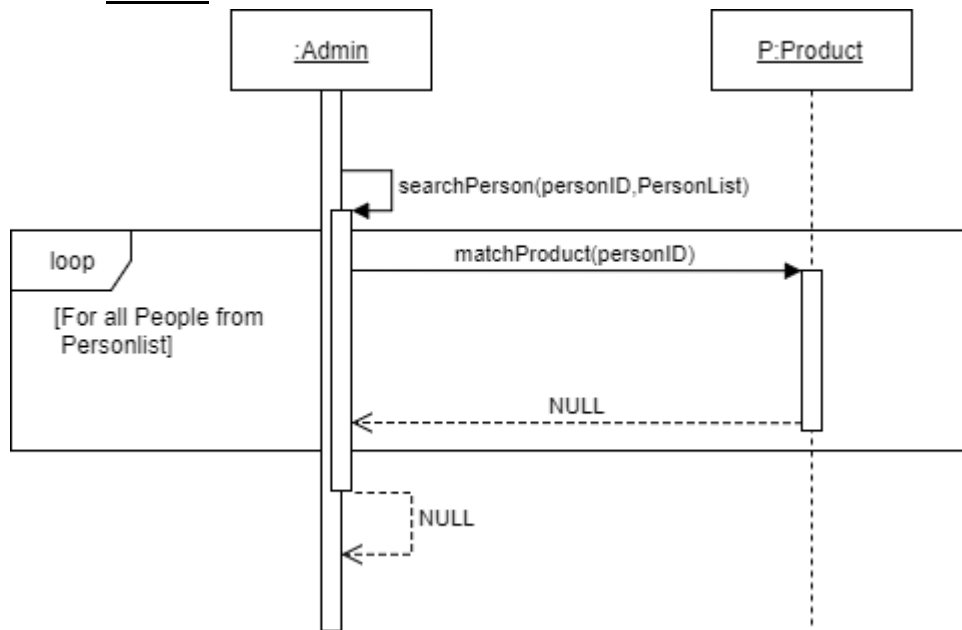 :Admin
P:Product
searchPerson(personID,PersonList)
loop
matchProduct(personID)
[For all People from
Personlist]
NULL
NULL